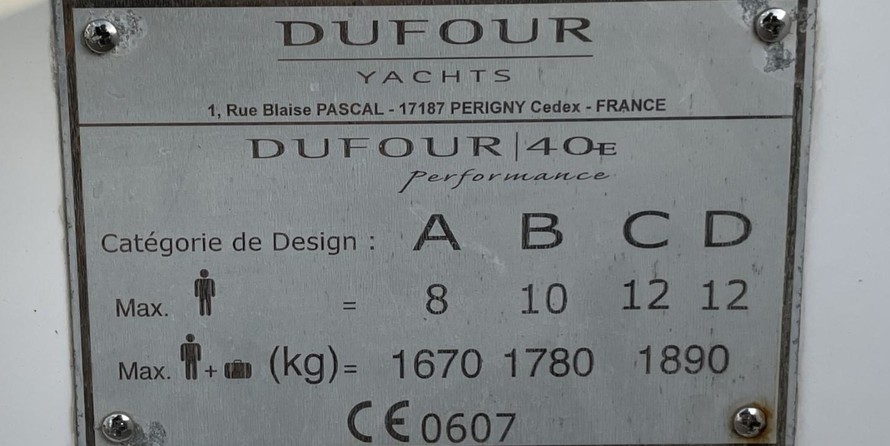 DUFOUR
YACHTS
1, Rue Blaise PASCAL - 17187 PERIGNY Cedex - FRANCE
DUFOUR|40E
Performance
Catégorie de Design : A B C D
Max. = 8 10 12 12
Max. + (kg)= 1670 1780 1890
CE 0607